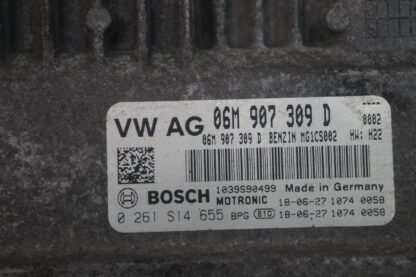 VW AG 06M 907 309 D 0002
06M 907 309 D BENZIN MG1CS002 HW: H22
BOSCH 1039S90499 Made in Germany
MOTRONIC 18-06-27 1074 0058
0 261 S14 655 BPG 810 18-06-27 1074 0058